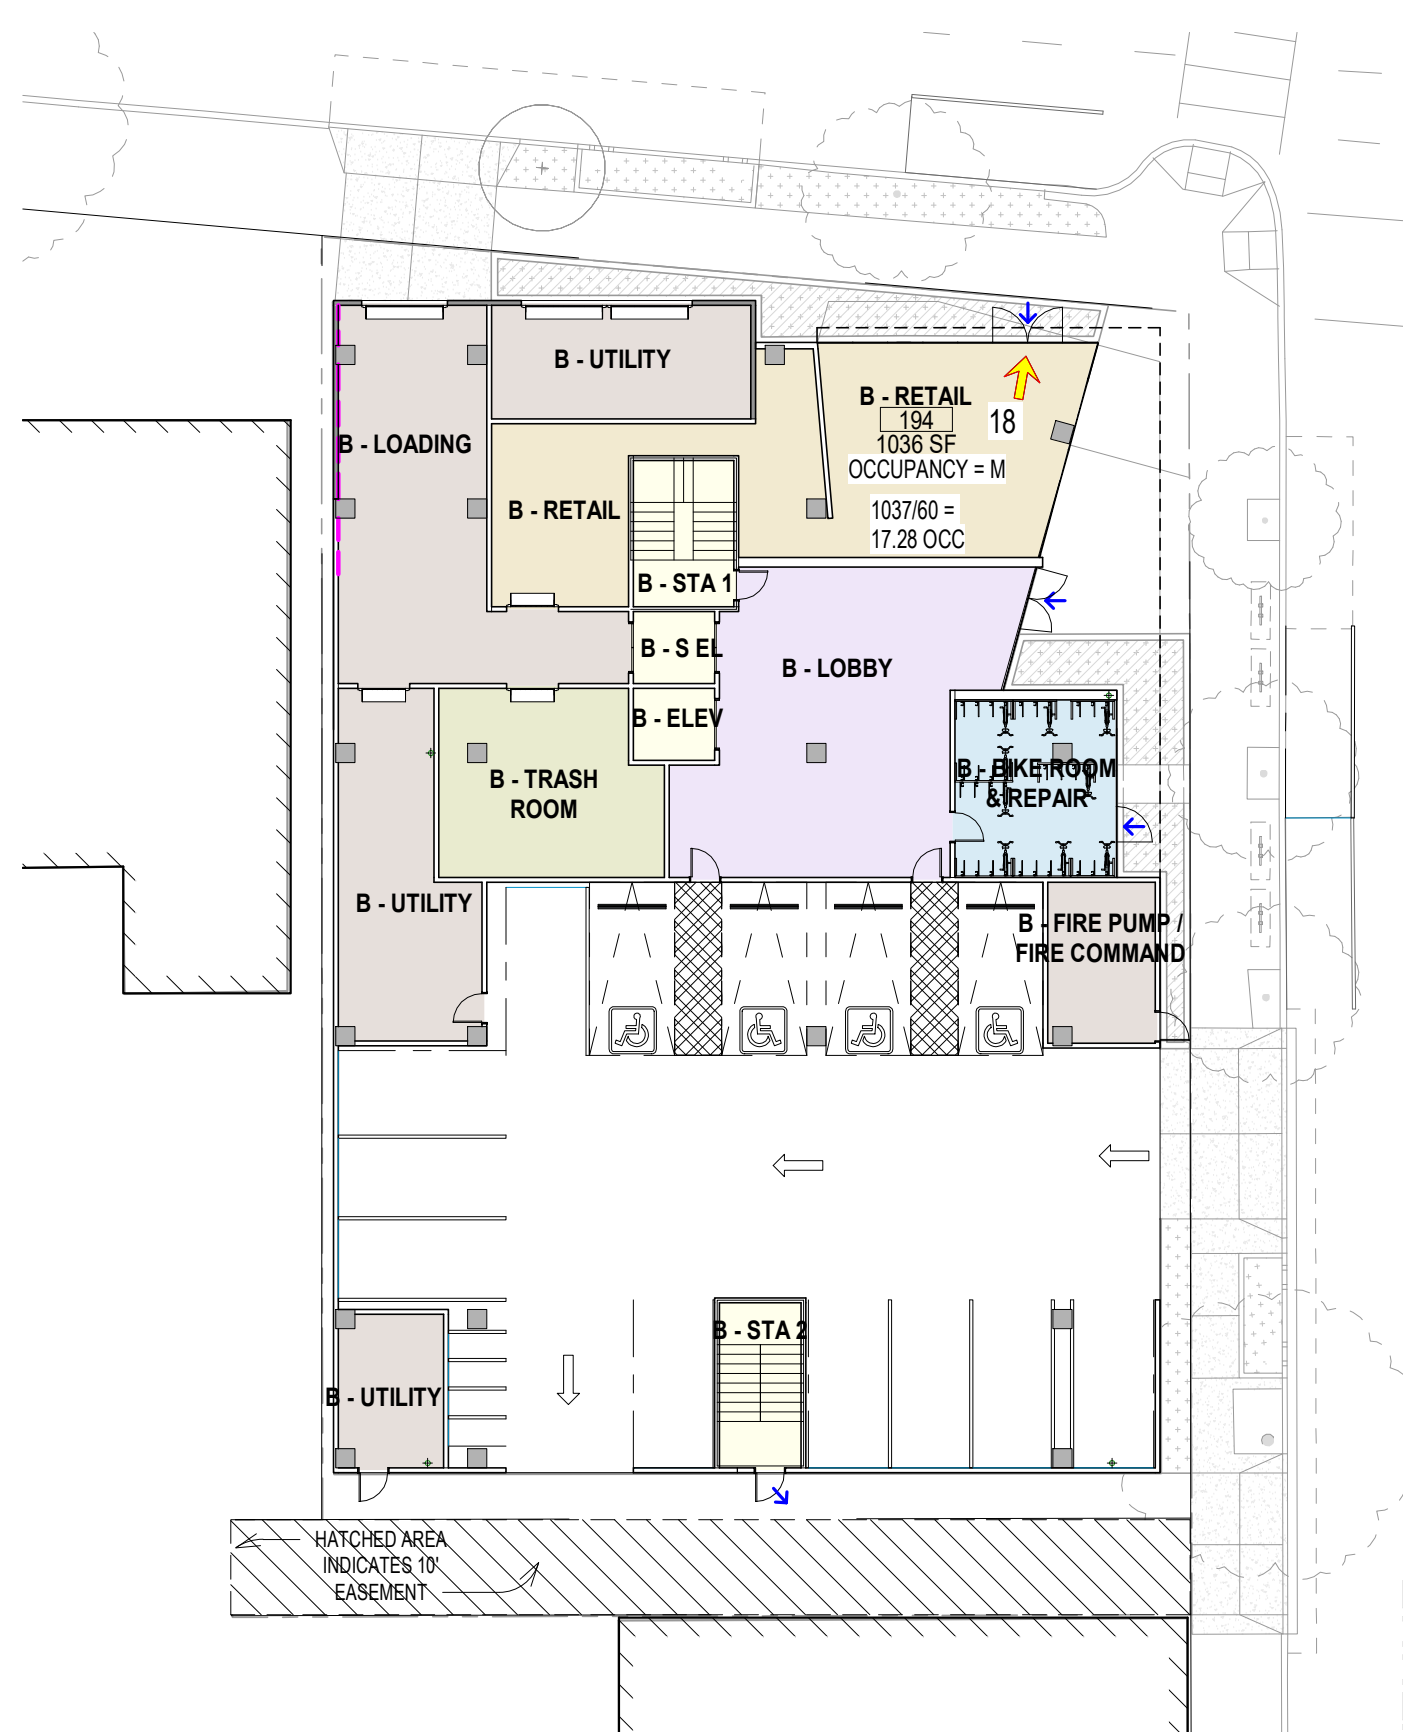 B - UTILITY
B - RETAIL
194
1036 SF
OCCUPANCY = M
18
1037/60 =
17.28 OCC
B - LOADING
B - RETAIL
B - STA 1
B - S EL
B - LOBBY
B - ELEV
B - TRASH
ROOM
B - BIKE ROOM
& REPAIR
B - UTILITY
B - FIRE PUMP /
FIRE COMMAND
B - STA 2
B - UTILITY
HATCHED AREA
INDICATES 10'
EASEMENT